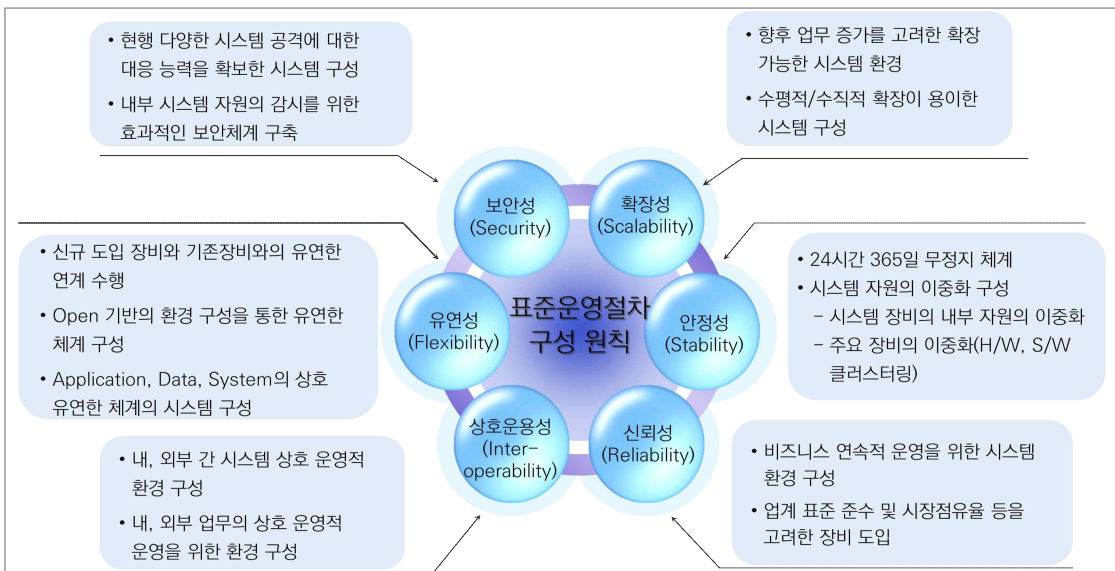 • 현행 다양한 시스템 공격에 대한
대응 능력을 확보한 시스템 구성
• 내부 시스템 자원의 감시를 위한
효과적인 보안체계 구축
• 향후 업무 증가를 고려한 확장
가능한 시스템 환경
• 수평적/수직적 확장이 용이한
시스템 구성
보안성
(Security)
확장성
(Scalability)
• 신규 도입 장비와 기존장비와의 유연한
연계 수행
• Open 기반의 환경 구성을 통한 유연한
체계 구성
• Application, Data, System의 상호
유연한 체계의 시스템 구성
유연성
(Flexibility)
표준운영절차
구성 원칙
안정성
(Stability)
• 24시간 365일 무정지 체계
• 시스템 자원의 이중화 구성
– 시스템 장비의 내부 자원의 이중화
– 주요 장비의 이중화(H/W, S/W
클러스터링)
상호운용성
(Inter-
operability)
신뢰성
(Reliability)
• 내, 외부 간 시스템 상호 운영적
환경 구성
• 내, 외부 업무의 상호 운영적
운영을 위한 환경 구성
• 비즈니스 연속적 운영을 위한 시스템
환경 구성
• 업계 표준 준수 및 시장점유율 등을
고려한 장비 도입